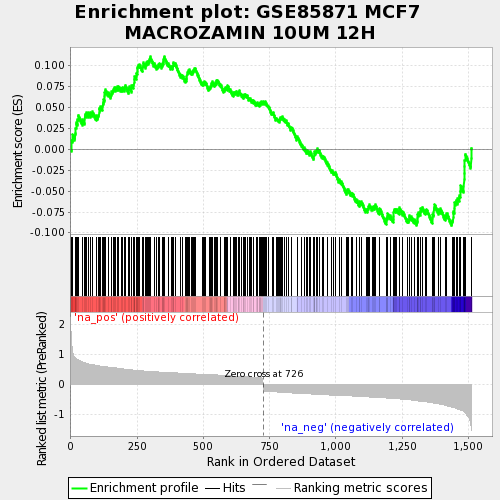 Enrichment plot: GSE85871 MCF7
MACROZAMIN 10UM 12H
Enrichment score (ES)
0.100
0.075
0.050
0.025
0.000
-0.025
-0.050
-0.075
-0.100
'na_pos' (positively correlated)
Ranked list metric (PreRanked)
2
1
0
-1
Zero cross at 726
'na_neg' (negatively correlated)
0
250
500
750
1,000
1,250
1,500
Rank in Ordered Dataset
Enrichment profile
Hits
Ranking metric scores